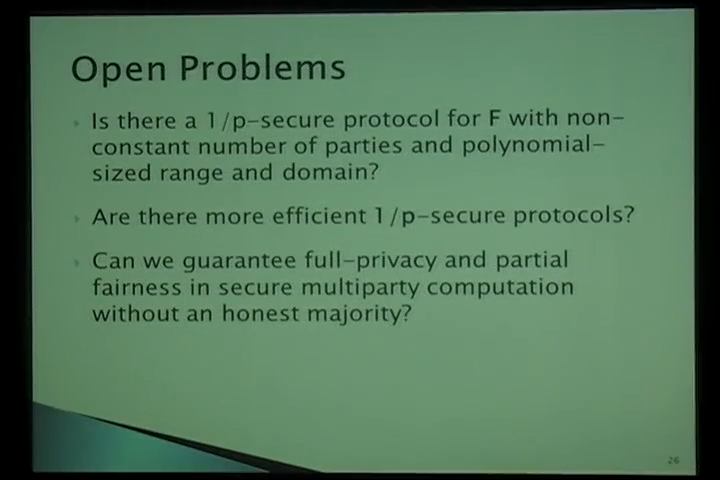 Open Problems
Is there a 1/p-secure protocol for F with non-
constant number of parties and polynomial-
sized range and domain?
Are there more efficient 1/p-secure protocols?
Can we guarantee full-privacy and partial
fairness in secure multiparty computation
without an honest majority?
26